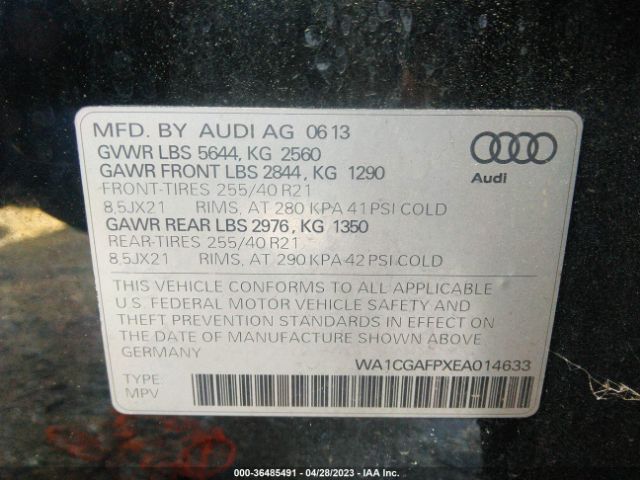 MFD. BY AUDI AG 0613
GVWR LBS 5644, KG 2560
GAWR FRONT LBS 2844, KG 1290
FRONT-TIRES 255/40 R21
8,5JX21 RIMS, AT 280 KPA 41 PSI COLD
GAWR REAR LBS 2976, KG 1350
REAR-TIRES 255/40 R21
8,5JX21 RIMS, AT 290 KPA 42 PSI COLD
Audi
THIS VEHICLE CONFORMS TO ALL APPLICABLE
U.S. FEDERAL MOTOR VEHICLE SAFETY AND
THEFT PREVENTION STANDARDS IN EFFECT ON
THE DATE OF MANUFACTURE SHOWN ABOVE
GERMANY
WA1CGAFPXEA014633
TYPE:
MPV
000-36485491 - 04/28/2023 - IAA Inc.